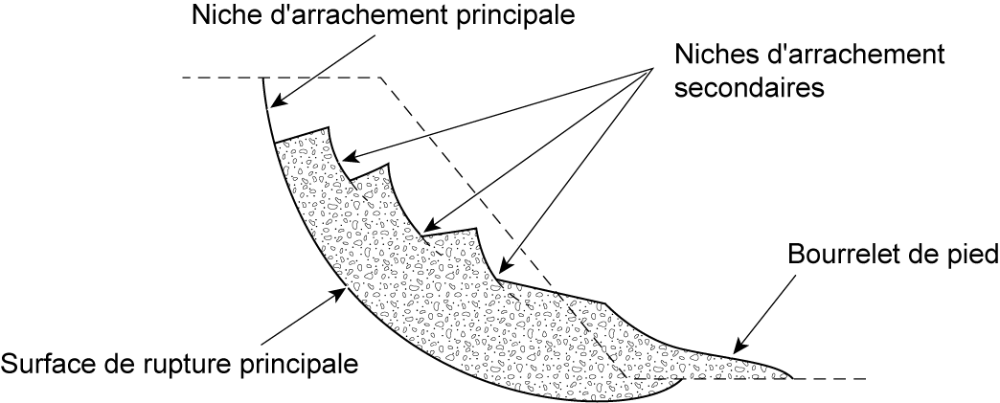 Niche d'arrachement principale
Niches d'arrachement
secondaires
Bourrelet de pied
Surface de rupture principale